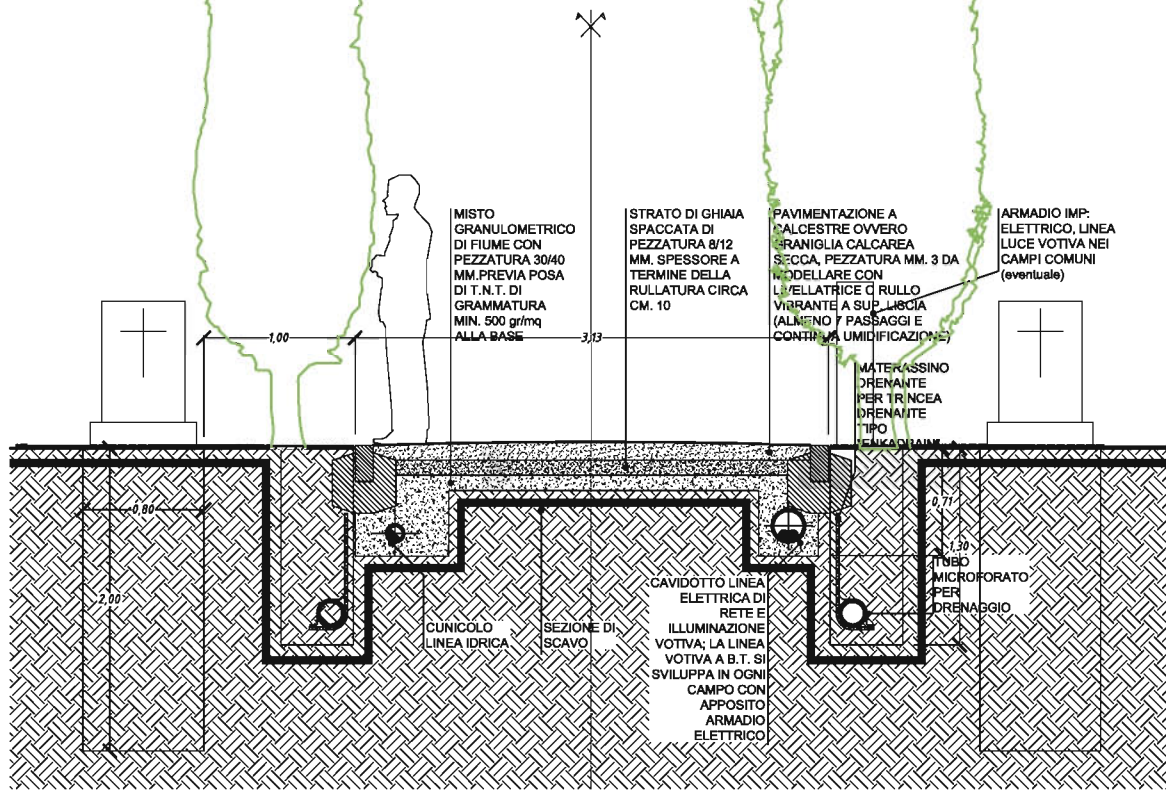 MISTO
GRANULOMETRICO
DI FIUME CON
PEZZATURA 30/40
MM.PREVIA POSA
DI T.N.T. DI
GRAMMATURA
MIN. 500 gr/mq
ALLA BASE
STRATO DI GHIAIA
SPACCATA DI
PEZZATURA 8/12
MM. SPESSORE A
TERMINE DELLA
RULLATURA CIRCA
CM. 10
PAVIMENTAZIONE A
CALCESTRE OVVERO
GRANIGLIA CALCAREA
SECCA, PEZZATURA MM. 3 DA
MODELLARE CON
LIVELLATRICE O RULLO
VIBRANTE A SUP. LISCIA
(ALMENO 7 PASSAGGI E
CONTINUA UMIDIFICAZIONE)
ARMADIO IMP:
ELETTRICO, LINEA
LUCE VOTIVA NEI
CAMPI COMUNI
(eventuale)
1,00
3,13
MATERASSINO
DRENANTE
PER TRINCEA
DRENANTE
TIPO
"ENKADRAIN"
0,80
0,71
1,30
2,00
TUBO
MICROFORATO
PER
DRENAGGIO
CUNICOLO
LINEA IDRICA
SEZIONE DI
SCAVO
CAVIDOTTO LINEA
ELETTRICA DI
RETE E
ILLUMINAZIONE
VOTIVA; LA LINEA
VOTIVA A B.T. SI
SVILUPPA IN OGNI
CAMPO CON
APPOSITO
ARMADIO
ELETTRICO